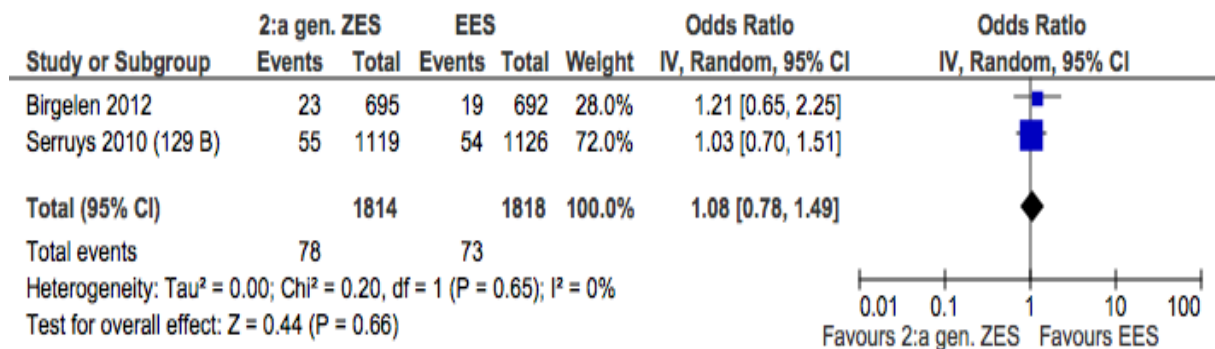 2:a gen. ZES EES Odds Ratio Odds Ratio
Study or Subgroup Events Total Events Total Weight IV, Random, 95% CI IV, Random, 95% CI
Birgelen 2012 23 695 19 692 28.0% 1.21 [0.65, 2.25]
Serruys 2010 (129 B) 55 1119 54 1126 72.0% 1.03 [0.70, 1.51]
Total (95% CI) 1814 1818 100.0% 1.08 [0.78, 1.49]
Total events 78 73
Heterogeneity: Tau² = 0.00; Chi² = 0.20, df = 1 (P = 0.65); I² = 0%
Test for overall effect: Z = 0.44 (P = 0.66)
0.01 0.1 1 10 100
Favours 2:a gen. ZES Favours EES